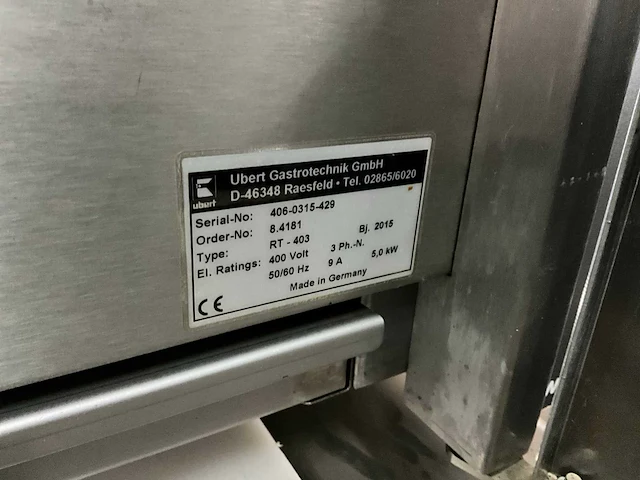 ubert
Ubert Gastrotechnik GmbH
D-46348 Raesfeld • Tel. 02865/6020
Serial-No: 406-0315-429
Order-No: 8.4181 Bj. 2015
Type: RT - 403
El. Ratings: 400 Volt 3 Ph.-N. 5,0 kW
50/60 Hz 9 A
Made in Germany
CE